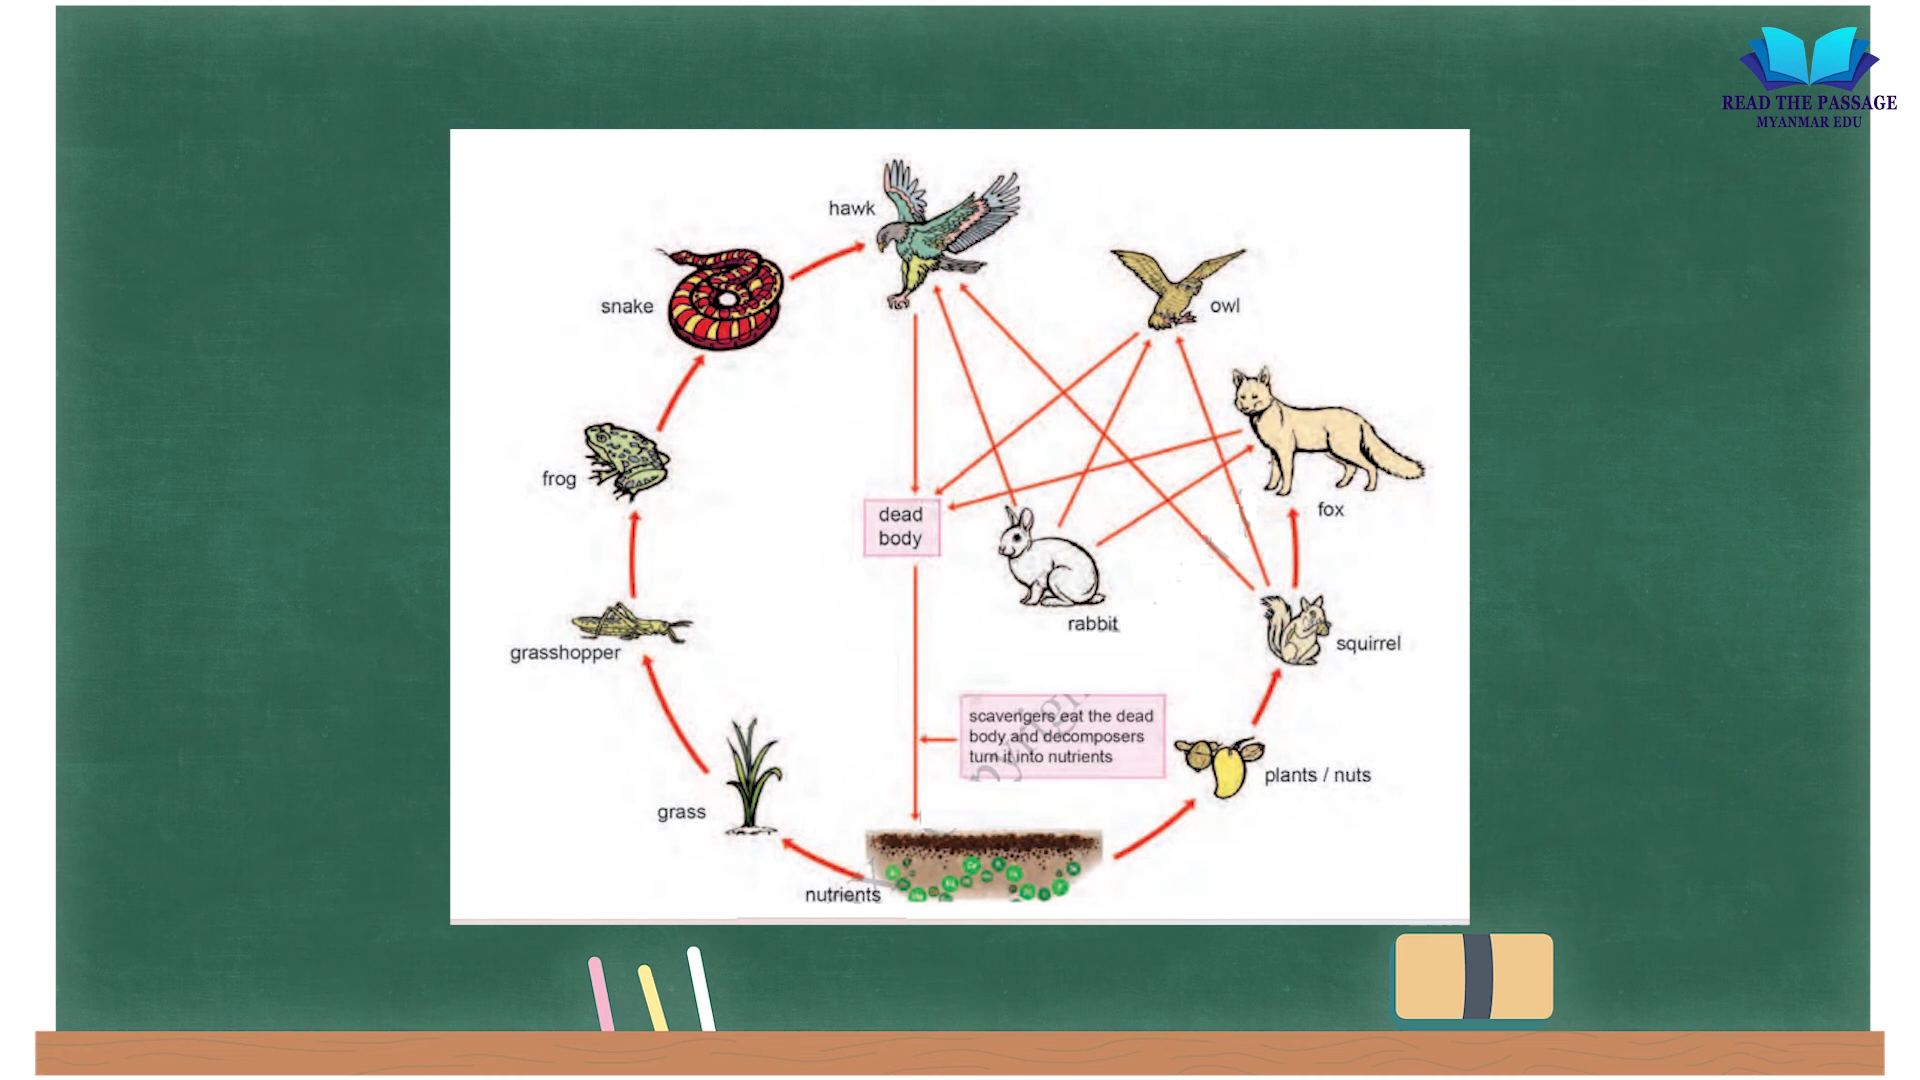 READ THE PASSAGE
MYANMAR EDU
hawk
snake
owl
frog
fox
dead
body
rabbit
grasshopper
squirrel
scavengers eat the dead
body and decomposers
turn it into nutrients
plants / nuts
grass
nutrients